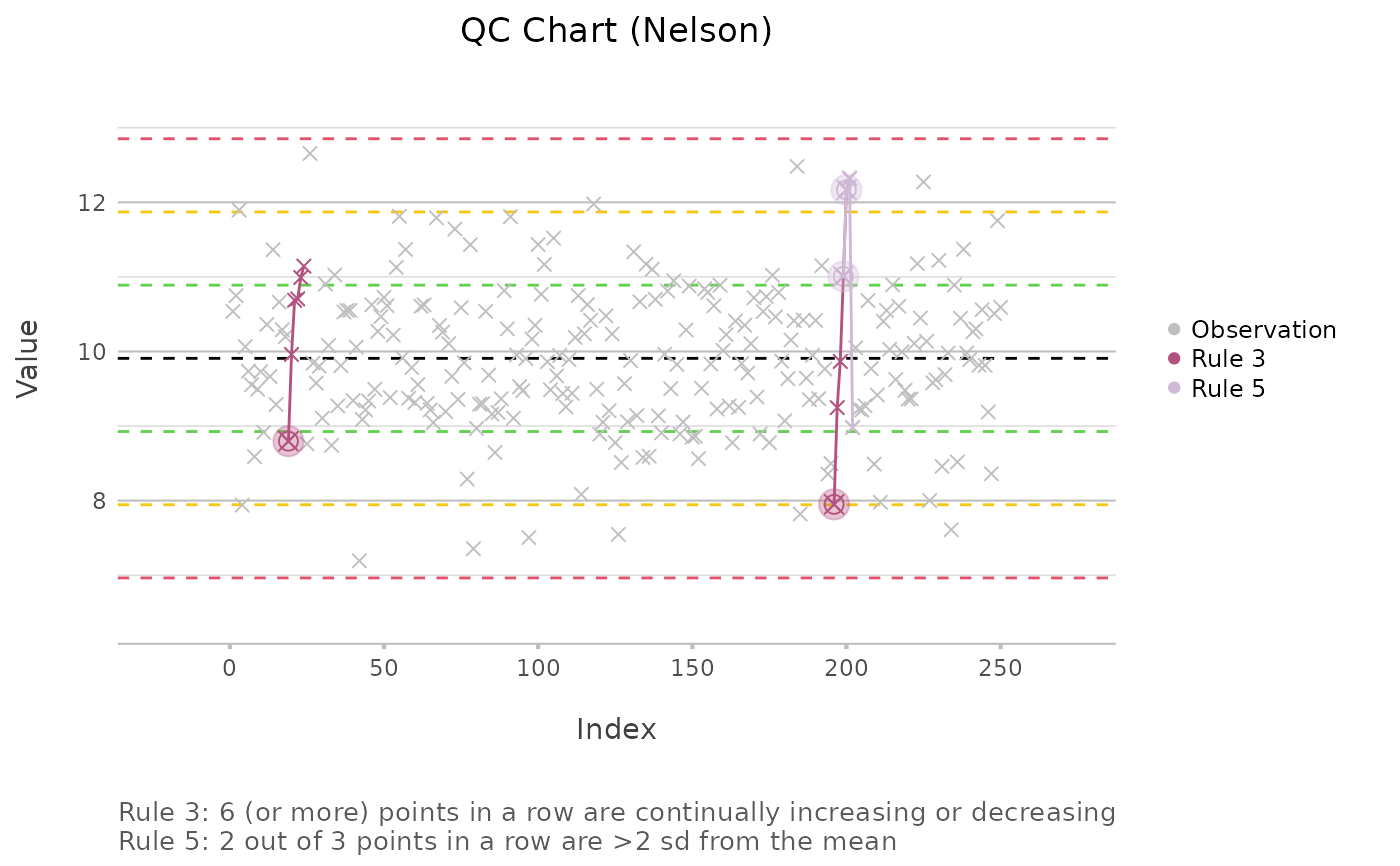 QC Chart (Nelson)
Value
12
10
8
0 50 100 150 200 250
Index
Observation
Rule 3
Rule 5
Rule 3: 6 (or more) points in a row are continually increasing or decreasing
Rule 5: 2 out of 3 points in a row are >2 sd from the mean